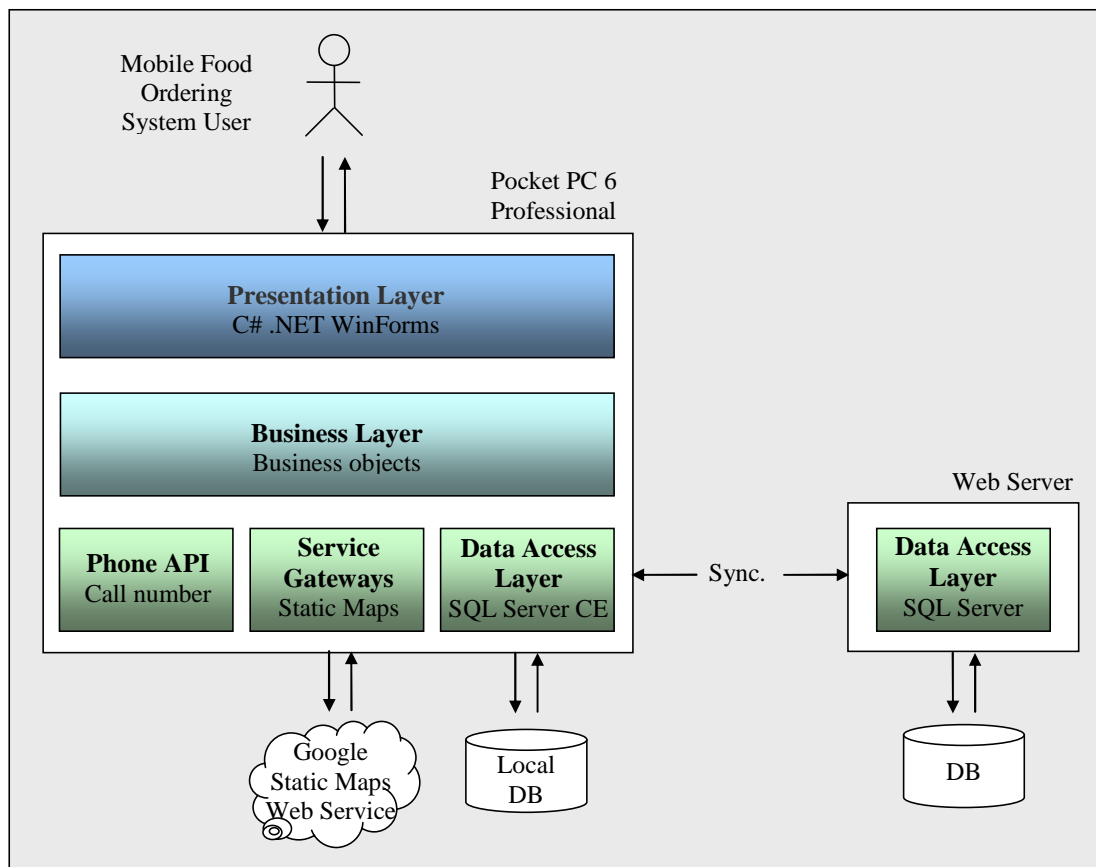 Mobile Food
Ordering
System User
Pocket PC 6
Professional
Presentation Layer
C# .NET WinForms
Business Layer
Business objects
Web Server
Phone API
Call number
Service
Gateways
Static Maps
Data Access
Layer
SQL Server CE
Sync.
Data Access
Layer
SQL Server
Google
Static Maps
Web Service
Local
DB
DB